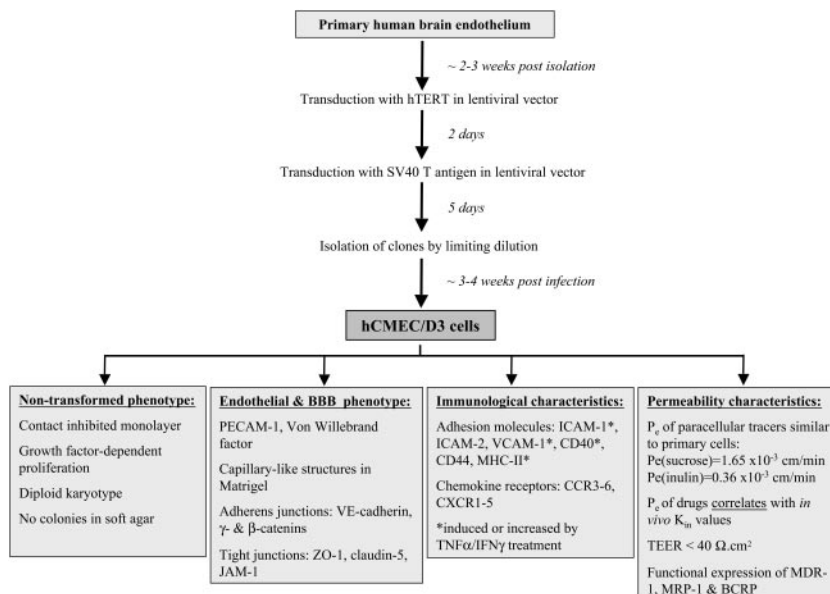 Primary human brain endothelium
~ 2-3 weeks post isolation
Transduction with hTERT in lentiviral vector
2 days
Transduction with SV40 T antigen in lentiviral vector
5 days
Isolation of clones by limiting dilution
~ 3-4 weeks post infection
hCMEC/D3 cells
Non-transformed phenotype:
Contact inhibited monolayer
Growth factor-dependent
proliferation
Diploid karyotype
No colonies in soft agar
Endothelial & BBB phenotype:
PECAM-1, Von Willebrand
factor
Capillary-like structures in
Matrigel
Adherens junctions: VE-cadherin,
γ- & β-catenins
Tight junctions: ZO-1, claudin-5,
JAM-1
Immunological characteristics:
Adhesion molecules: ICAM-1*,
ICAM-2, VCAM-1*, CD40*,
CD44, MHC-II*
Chemokine receptors: CCR3-6,
CXCR1-5
*induced or increased by
TNFα/IFNγ treatment
Permeability characteristics:
Pe of paracellular tracers similar
to primary cells:
Pe(sucrose)=1.65 x10-3 cm/min
Pe(inulin)=0.36 x10-3 cm/min
Pe of drugs correlates with in
vivo Kin values
TEER < 40 Ω.cm2
Functional expression of MDR-
1, MRP-1 & BCRP